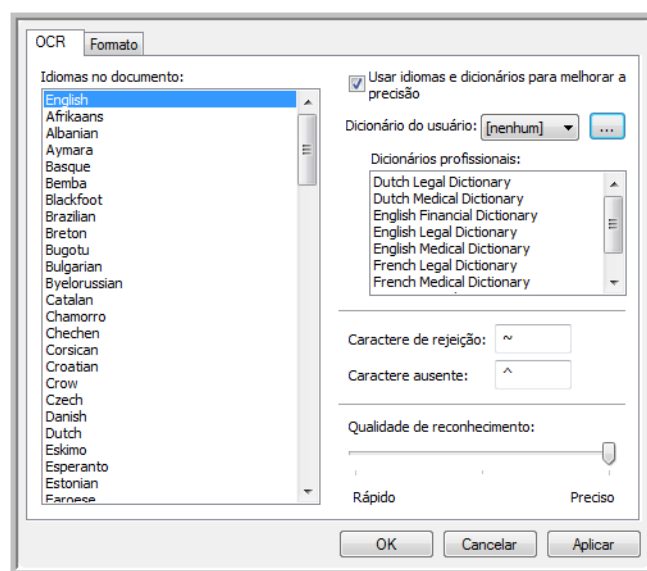 OCR
Formato
Idiomas no documento:
English
Afrikaans
Albanian
Aymara
Basque
Bemba
Blackfoot
Brazilian
Breton
Bugotu
Bulgarian
Byelorussian
Catalan
Chamorro
Chechen
Corsican
Croatian
Crow
Czech
Danish
Dutch
Eskimo
Esperanto
Estonian
Faroese
Usar idiomas e dicionários para melhorar a
precisão
Dicionário do usuário: [nenhum] ...
Dicionários profissionais:
Dutch Legal Dictionary
Dutch Medical Dictionary
English Financial Dictionary
English Legal Dictionary
English Medical Dictionary
French Legal Dictionary
French Medical Dictionary
Caractere de rejeição: ~
Caractere ausente: ^
Qualidade de reconhecimento:
Rápido Preciso
OK Cancelar Aplicar